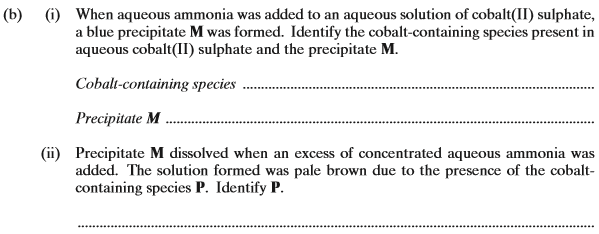 (b) (i) When aqueous ammonia was added to an aqueous solution of cobalt(II) sulphate,
a blue precipitate M was formed. Identify the cobalt-containing species present in
aqueous cobalt(II) sulphate and the precipitate M.
Cobalt-containing species ................................................................................
Precipitate M ................................................................................
(ii) Precipitate M dissolved when an excess of concentrated aqueous ammonia was
added. The solution formed was pale brown due to the presence of the cobalt-
containing species P. Identify P.
................................................................................